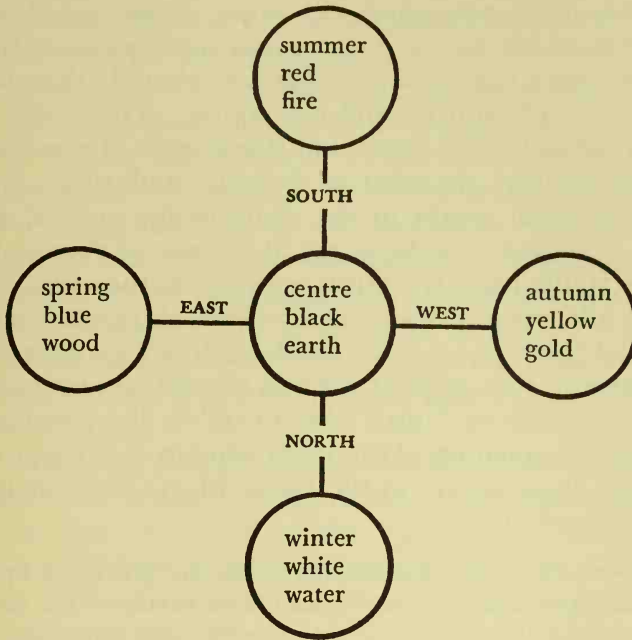 summer
red
fire
SOUTH
spring
blue
wood
EAST
centre
black
earth
WEST
autumn
yellow
gold
NORTH
winter
white
water